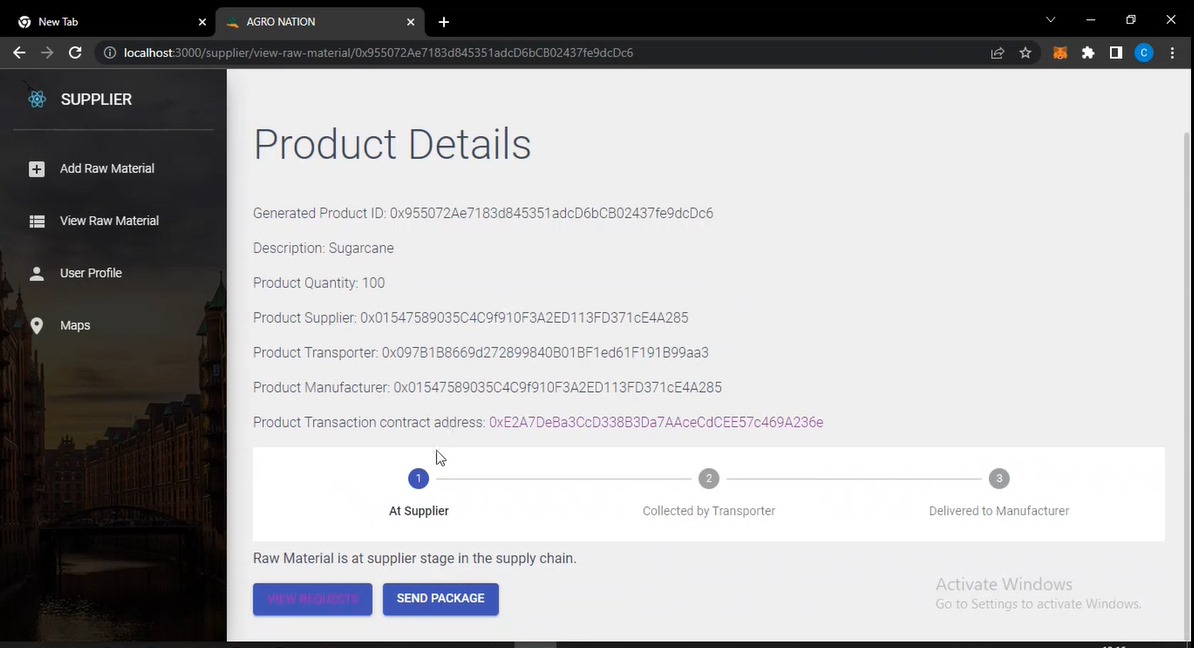 New Tab
AGRO NATION
localhost:3000/supplier/view-raw-material/0x955072Ae7183d845351adcD6bCB02437fe9dcDc6
C
SUPPLIER
Add Raw Material
View Raw Material
User Profile
Maps
Product Details
Generated Product ID: 0x955072Ae7183d845351adcD6bCB02437fe9dcDc6
Description: Sugarcane
Product Quantity: 100
Product Supplier: 0x01547589035C4C9f910F3A2ED113FD371cE4A285
Product Transporter: 0x097B1B8669d272899840B01BF1ed61F191B99aa3
Product Manufacturer: 0x01547589035C4C9f910F3A2ED113FD371cE4A285
Product Transaction contract address: 0xE2A7DeBa3CcD338B3Da7AAceCdCEE57c469A236e
1
2
3
At Supplier
Collected by Transporter
Delivered to Manufacturer
Raw Material is at supplier stage in the supply chain.
VIEW REQUESTS
SEND PACKAGE
Activate Windows
Go to Settings to activate Windows.